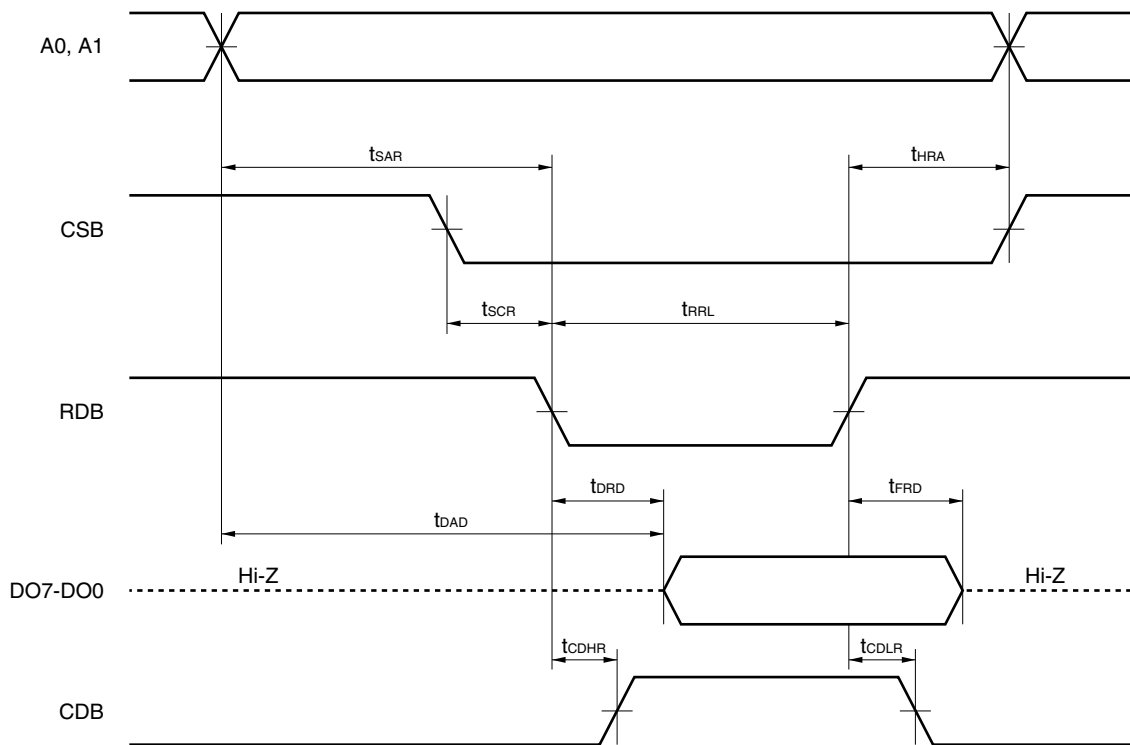 A0, A1
tSAR
tHRA
CSB
tSCR
tRRL
RDB
tDRD
tFRD
tDAD
Hi-Z
Hi-Z
DO7-DO0
tCDHR
tCDLR
CDB